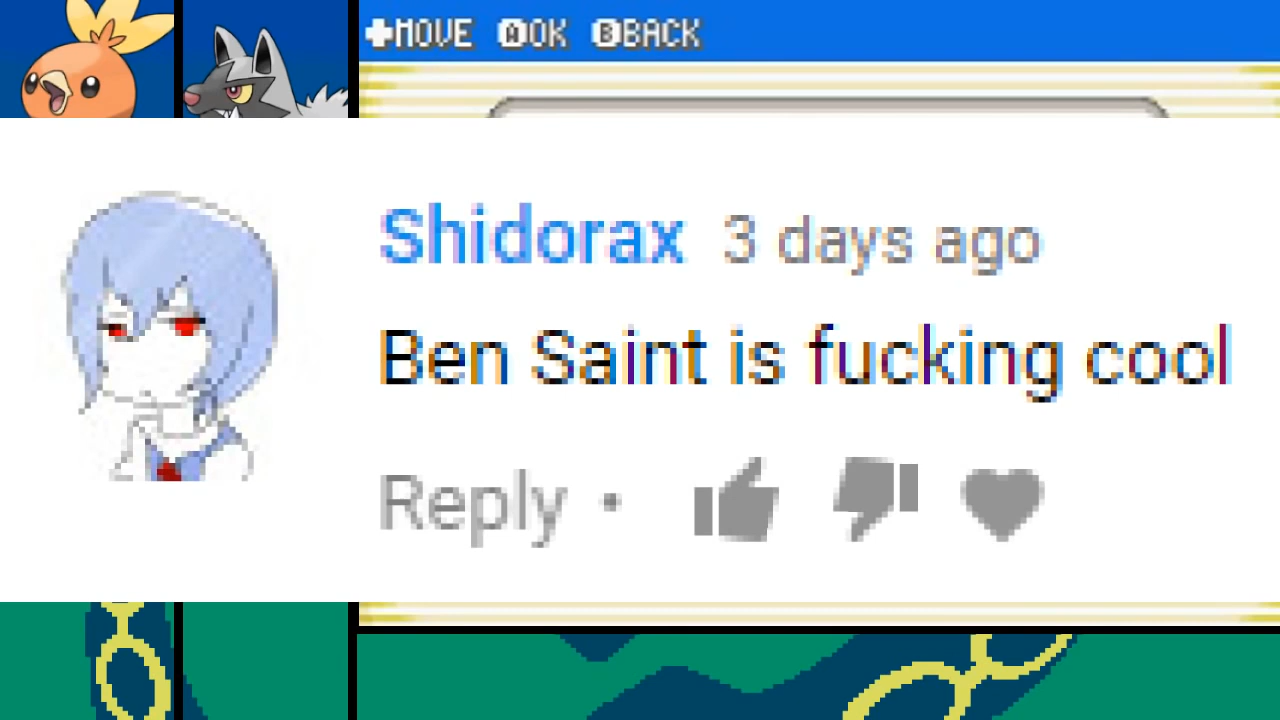 MOVE AOK BBACK
Shidorax 3 days ago
Ben Saint is fucking cool
Reply •